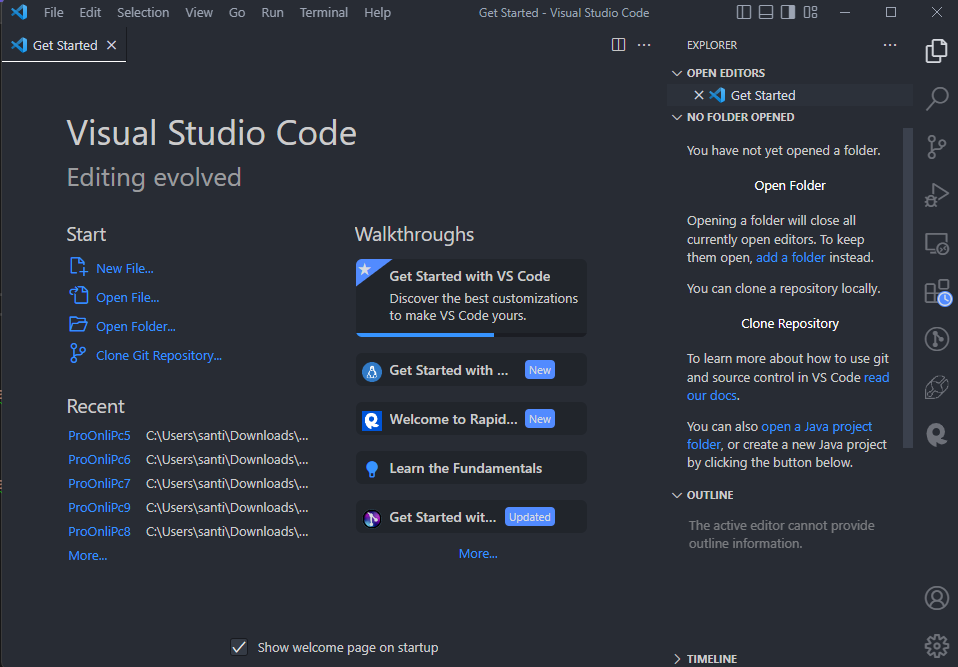 File Edit Selection View Go Run Terminal Help Get Started - Visual Studio Code
Get Started
Visual Studio Code
Editing evolved
Start
New File...
Open File...
Open Folder...
Clone Git Repository...
Recent
ProOnliPc5 C:\Users\santi\Downloads\...
ProOnliPc6 C:\Users\santi\Downloads\...
ProOnliPc7 C:\Users\santi\Downloads\...
ProOnliPc9 C:\Users\santi\Downloads\...
ProOnliPc8 C:\Users\santi\Downloads\...
More...
Walkthroughs
Get Started with VS Code
Discover the best customizations
to make VS Code yours.
Get Started with ... New
Welcome to Rapid... New
Learn the Fundamentals
Get Started wit... Updated
More...
Show welcome page on startup
EXPLORER
OPEN EDITORS
Get Started
NO FOLDER OPENED
You have not yet opened a folder.
Open Folder
Opening a folder will close all
currently open editors. To keep
them open, add a folder instead.
You can clone a repository locally.
Clone Repository
To learn more about how to use git
and source control in VS Code read
our docs.
You can also open a Java project
folder, or create a new Java project
by clicking the button below.
OUTLINE
The active editor cannot provide
outline information.
TIMELINE